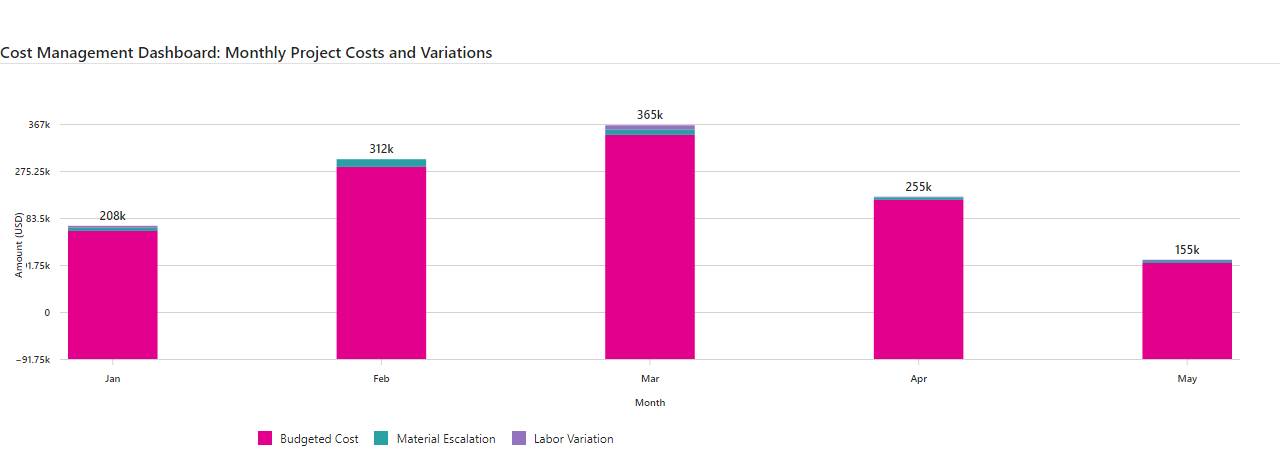 Cost Management Dashboard: Monthly Project Costs and Variations
365k
367k
312k
275.25k
255k
208k
83.5k
Amount (USD)
155k
1.75k
0
−91.75k
Jan Feb Mar Apr May
Month
Budgeted Cost Material Escalation Labor Variation